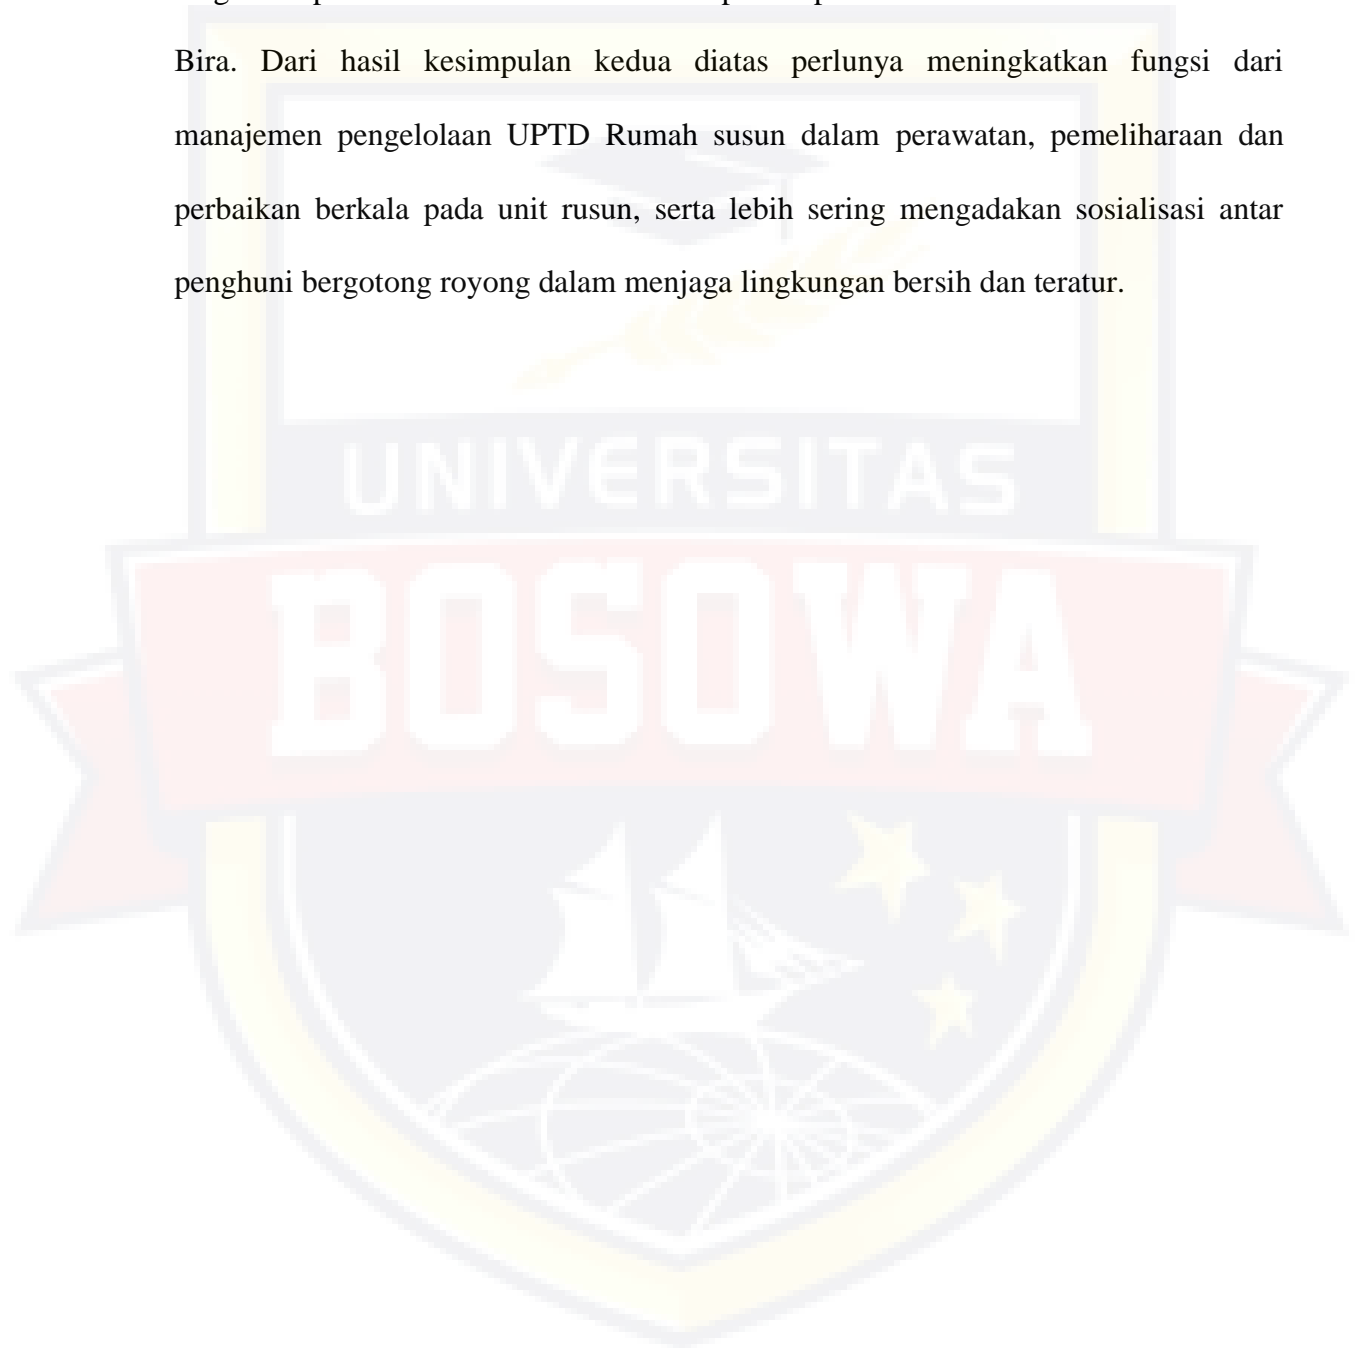 Bira. Dari hasil kesimpulan kedua diatas perlunya meningkatkan fungsi dari
manajemen pengelolaan UPTD Rumah susun dalam perawatan, pemeliharaan dan
perbaikan berkala pada unit rusun, serta lebih sering mengadakan sosialisasi antar
penghuni bergotong royong dalam menjaga lingkungan bersih dan teratur.
UNIVERSITAS
BOSOWA